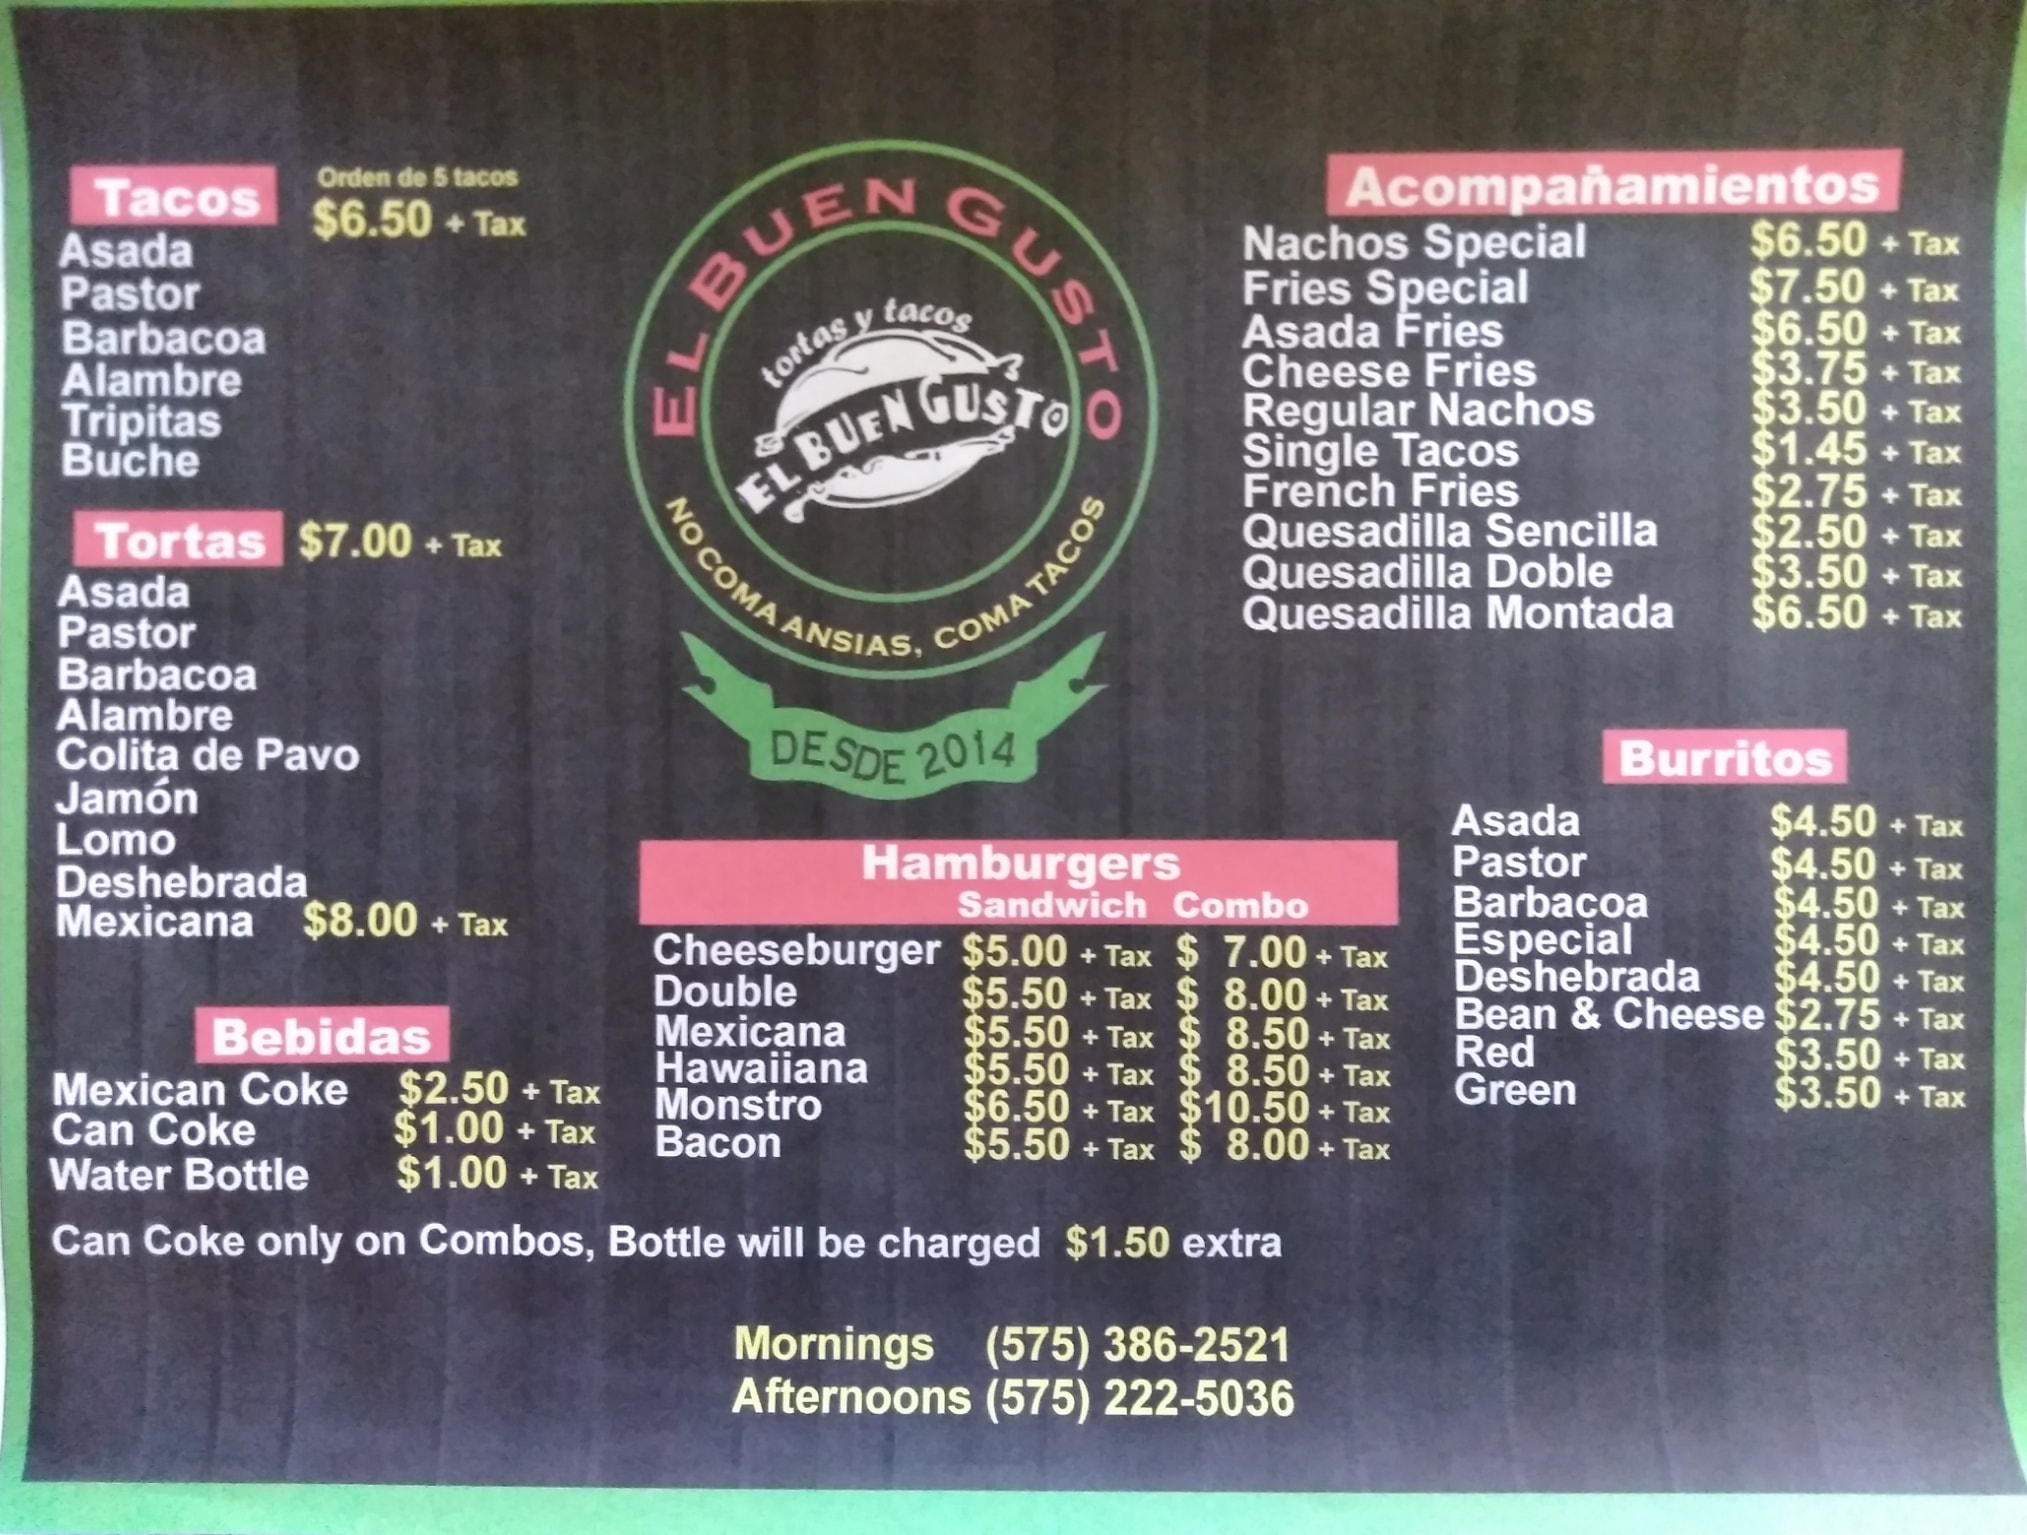 Tacos
Orden de 5 tacos
$6.50 + Tax
Asada
Pastor
Barbacoa
Alambre
Tripitas
Buche
Tortas $7.00 + Tax
Asada
Pastor
Barbacoa
Alambre
Colita de Pavo
Jamón
Lomo
Deshebrada
Mexicana $8.00 + Tax
Bebidas
Mexican Coke $2.50 + Tax
Can Coke $1.00 + Tax
Water Bottle $1.00 + Tax
EL BUEN GUSTO
tortas y tacos
EL BUEN GUSTO
NO COMA ANSIAS, COMA TACOS
DESDE 2014
Hamburgers
Sandwich Combo
Cheeseburger $5.00 + Tax $ 7.00 + Tax
Double $5.50 + Tax $ 8.00 + Tax
Mexicana $5.50 + Tax $ 8.50 + Tax
Hawaiiana $5.50 + Tax $ 8.50 + Tax
Monstro $6.50 + Tax $10.50 + Tax
Bacon $5.50 + Tax $ 8.00 + Tax
Acompañamientos
Nachos Special $6.50 + Tax
Fries Special $7.50 + Tax
Asada Fries $6.50 + Tax
Cheese Fries $3.75 + Tax
Regular Nachos $3.50 + Tax
Single Tacos $1.45 + Tax
French Fries $2.75 + Tax
Quesadilla Sencilla $2.50 + Tax
Quesadilla Doble $3.50 + Tax
Quesadilla Montada $6.50 + Tax
Burritos
Asada $4.50 + Tax
Pastor $4.50 + Tax
Barbacoa $4.50 + Tax
Especial $4.50 + Tax
Deshebrada $4.50 + Tax
Bean & Cheese $2.75 + Tax
Red $3.50 + Tax
Green $3.50 + Tax
Can Coke only on Combos, Bottle will be charged $1.50 extra
Mornings (575) 386-2521
Afternoons (575) 222-5036